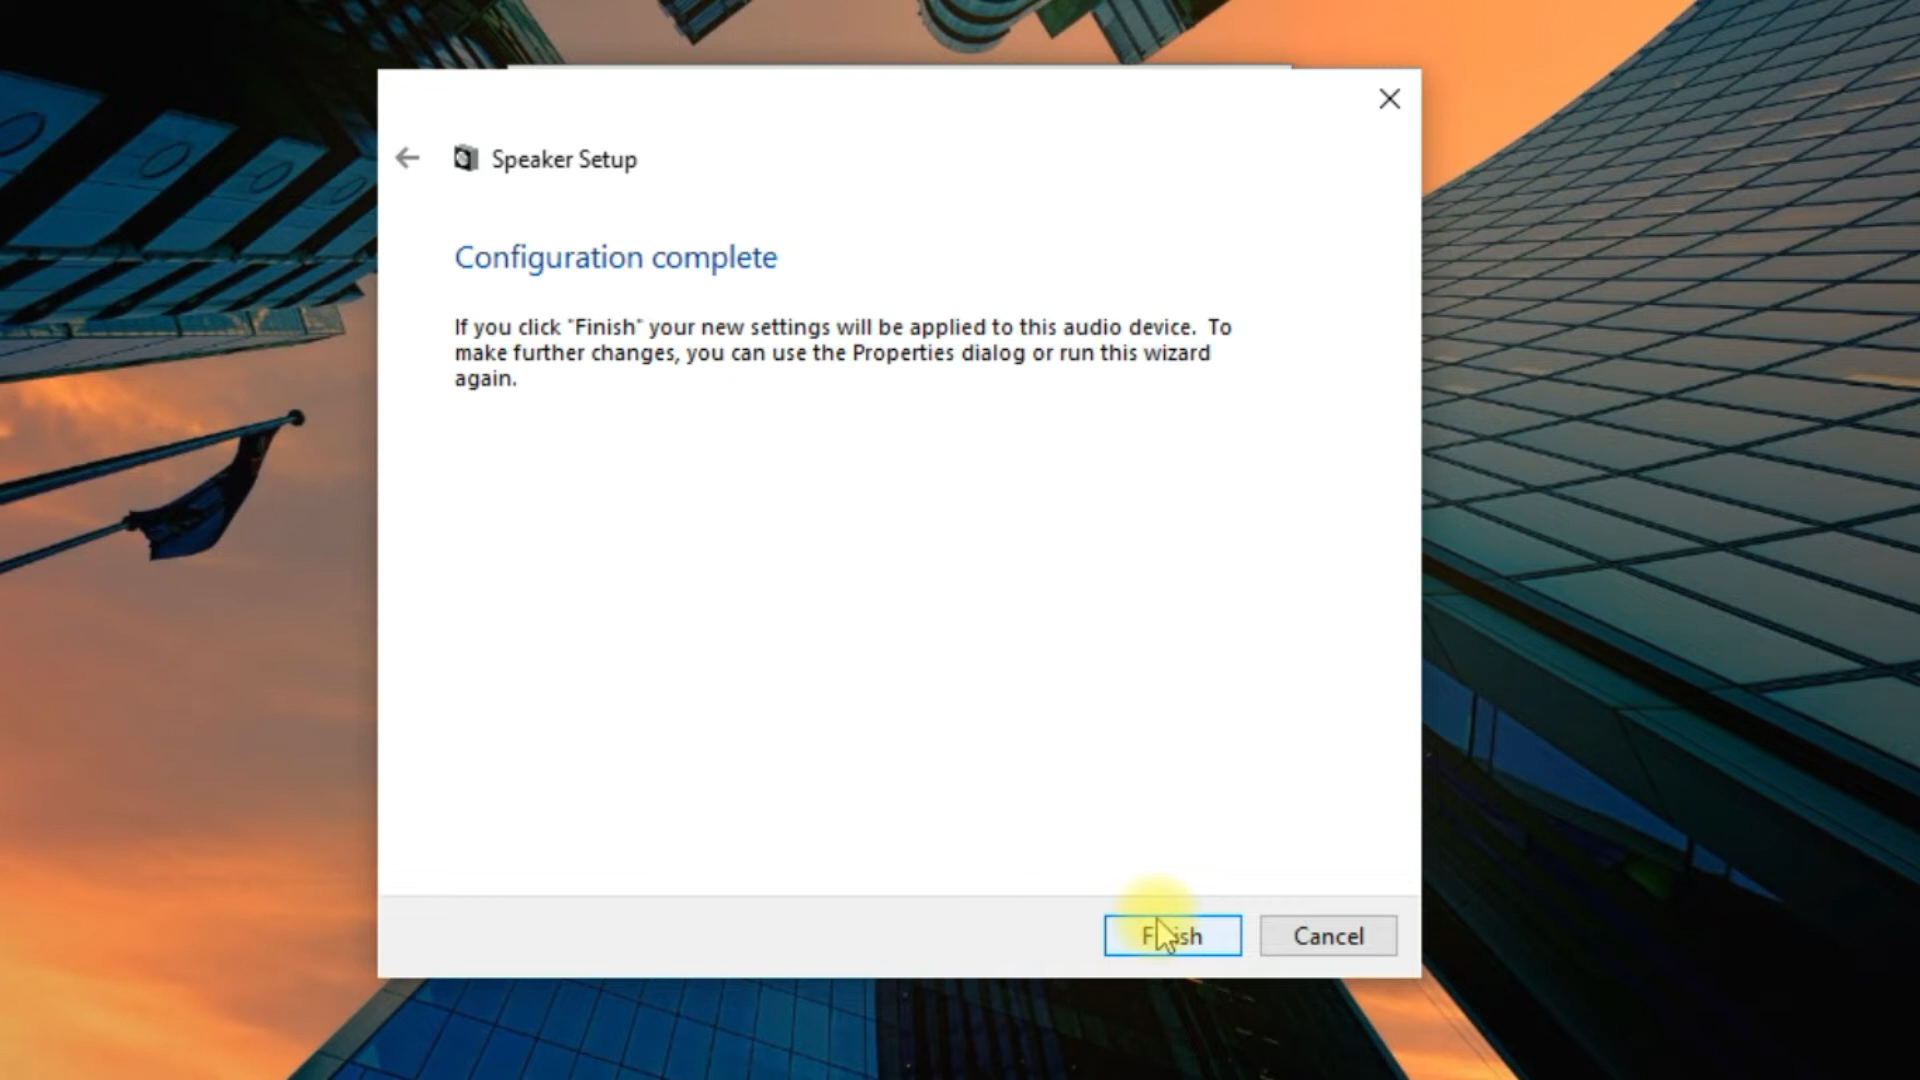 Speaker Setup
Configuration complete
If you click "Finish" your new settings will be applied to this audio device.  To
make further changes, you can use the Properties dialog or run this wizard
again.
Finish
Cancel